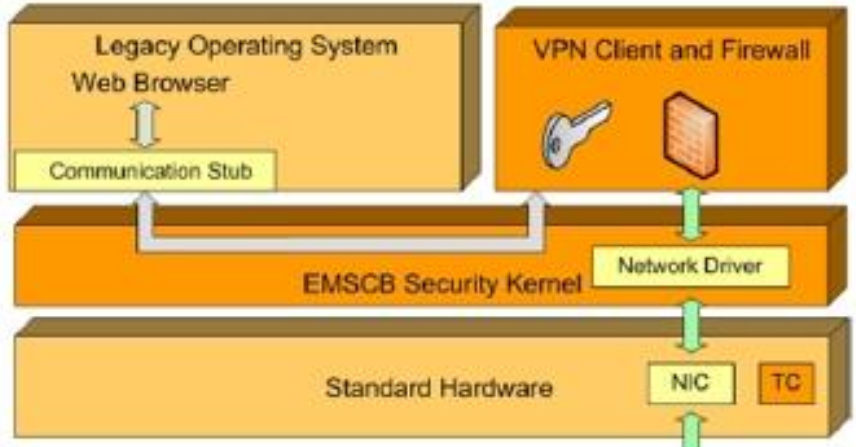 Legacy Operating System
Web Browser
Communication Stub
VPN Client and Firewall
Network Driver
EMSCB Security Kernel
Standard Hardware
NIC
TC